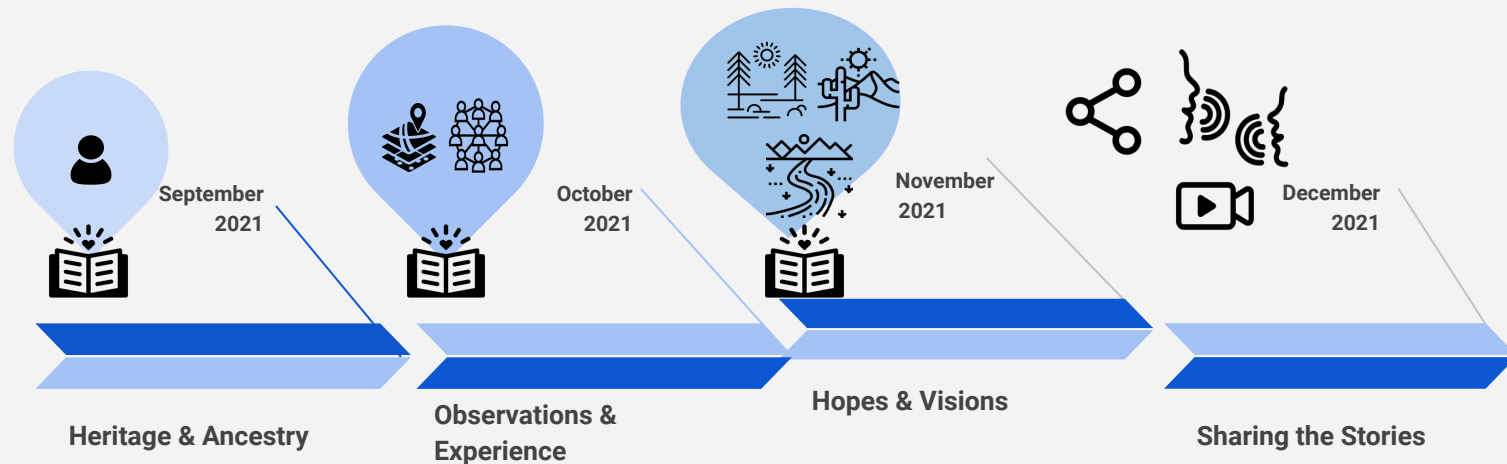 September
2021
October
2021
November
2021
December
2021
Heritage & Ancestry
Observations &
Experience
Hopes & Visions
Sharing the Stories